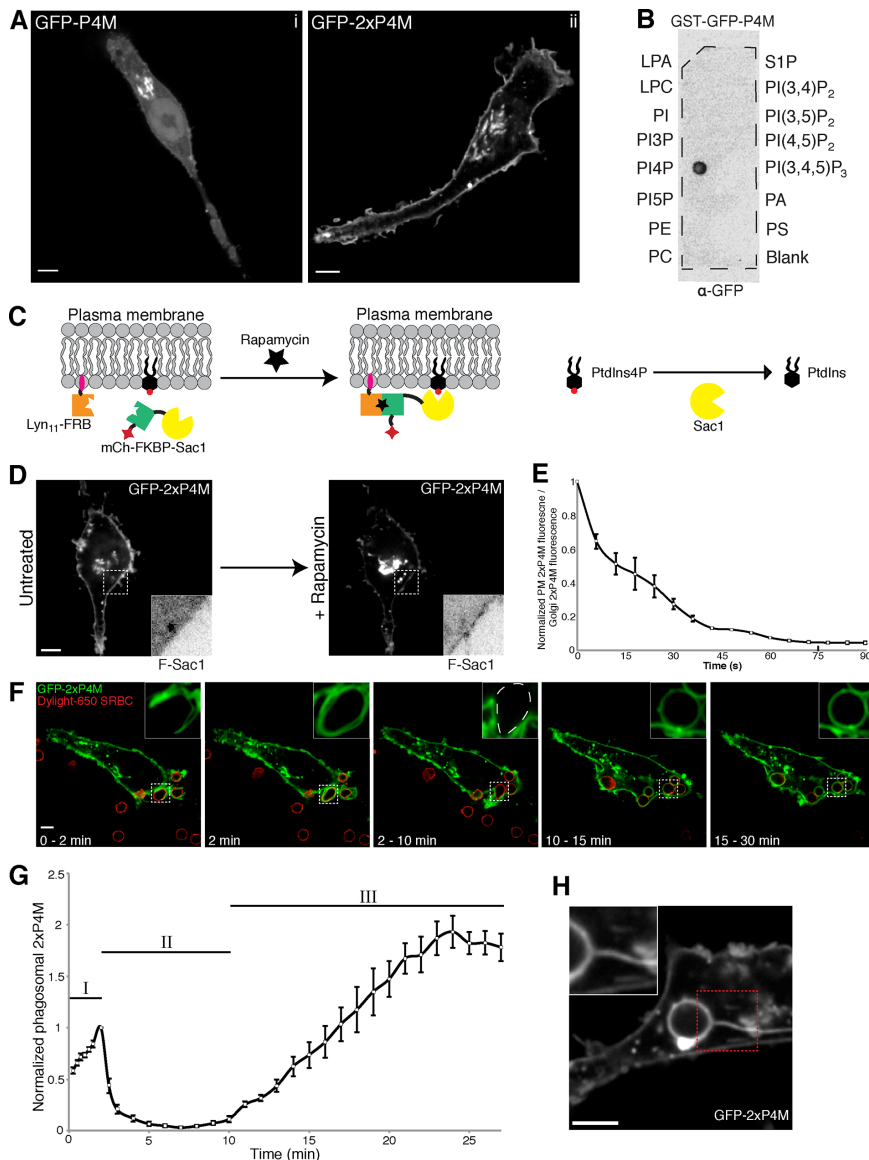 A
GFP-P4M
i
GFP-2xP4M
ii
B
GST-GFP-P4M
LPA
LPC
PI
PI3P
PI4P
PI5P
PE
PC
S1P
PI(3,4)P2
PI(3,5)P2
PI(4,5)P2
PI(3,4,5)P3
PA
PS
Blank
α-GFP
C
Plasma membrane
Lyn11-FRB
mCh-FKBP-Sac1
Rapamycin
Plasma membrane
PtdIns4P
PtdIns
Sac1
D
Untreated
GFP-2xP4M
F-Sac1
+ Rapamycin
GFP-2xP4M
F-Sac1
E
Normalized PM 2xP4M fluorescne /
Golgi 2xP4M fluorescence
1
0.8
0.6
0.4
0.2
0
0
15
30
45
60
75
90
Time (s)
F
GFP-2xP4M
Dylight-650 SRBC
0 - 2 min
2 min
2 - 10 min
10 - 15 min
15 - 30 min
G
Normalized phagosomal 2xP4M
2.5
2
1.5
1
0.5
0
I
II
III
0
5
10
15
20
25
Time (min)
H
GFP-2xP4M